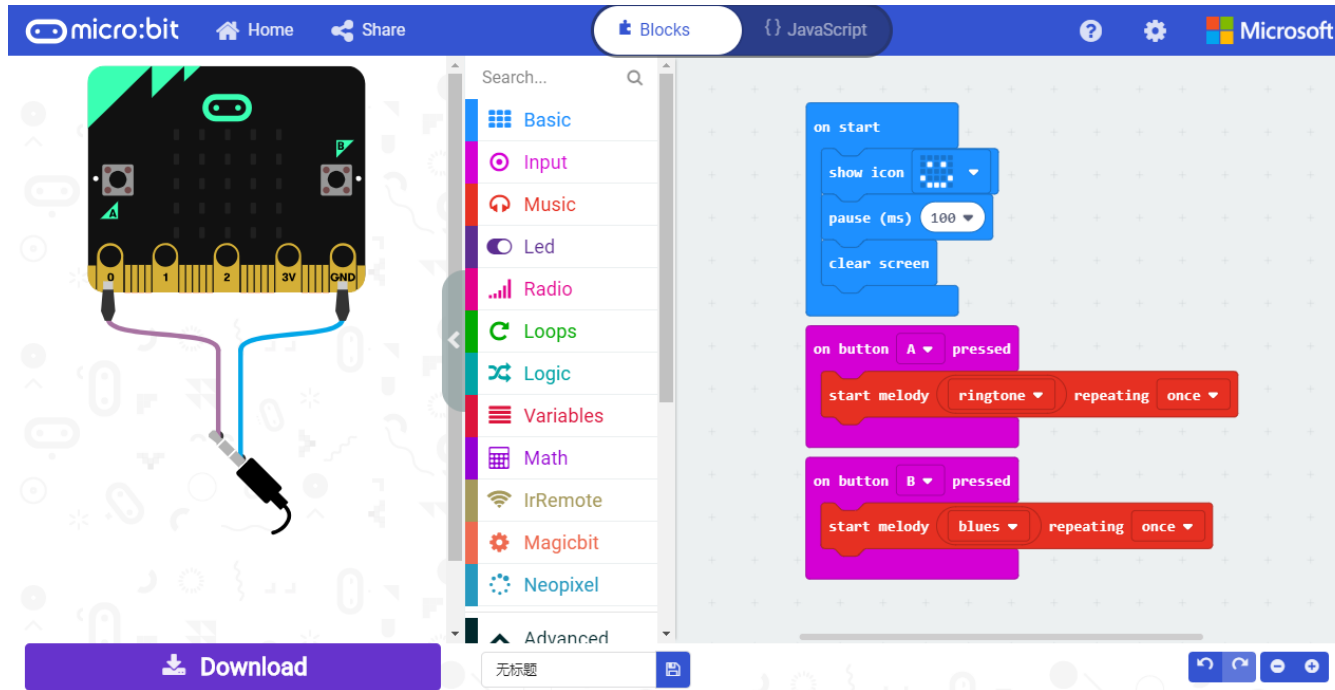 micro:bit Home Share Blocks {} JavaScript ? Microsoft
B
A
0 1 2 3V GND
Download
Search...
Basic
Input
Music
Led
Radio
Loops
Logic
Variables
Math
IrRemote
Magicbit
Neopixel
Advanced
无标题
on start
show icon
pause (ms) 100
clear screen
on button A pressed
start melody ringtone repeating once
on button B pressed
start melody blues repeating once